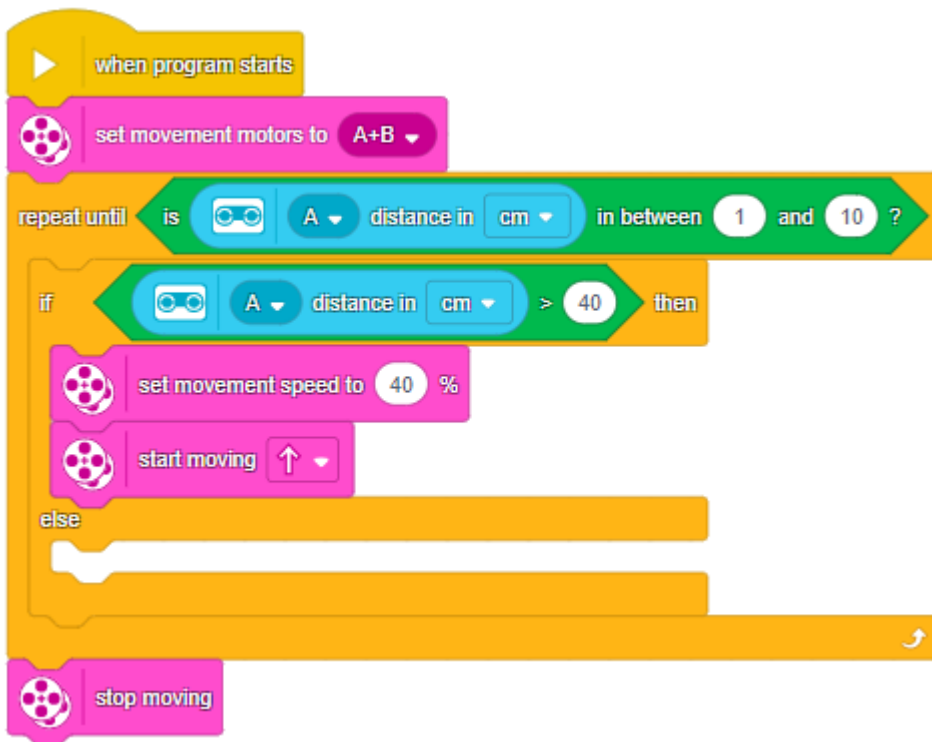 when program starts
set movement motors to A+B
repeat until is A distance in cm in between 1 and 10 ?
if A distance in cm > 40 then
set movement speed to 40 %
start moving
else
stop moving